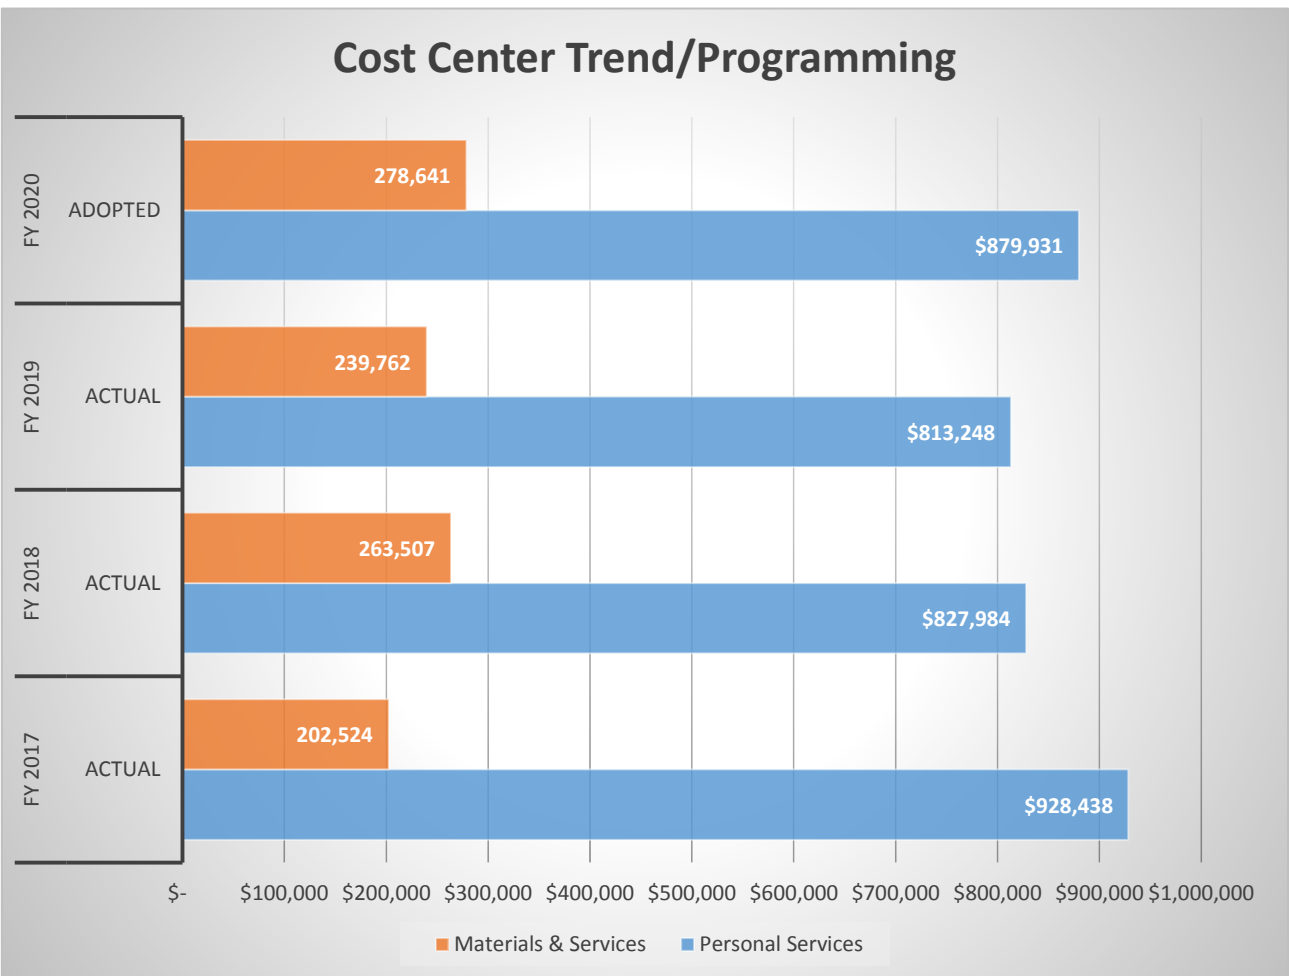 Cost Center Trend/Programming
FY 2020
ADOPTED
278,641
$879,931
FY 2019
ACTUAL
239,762
$813,248
FY 2018
ACTUAL
263,507
$827,984
FY 2017
ACTUAL
202,524
$928,438
$- $100,000 $200,000 $300,000 $400,000 $500,000 $600,000 $700,000 $800,000 $900,000 $1,000,000
Materials & Services Personal Services